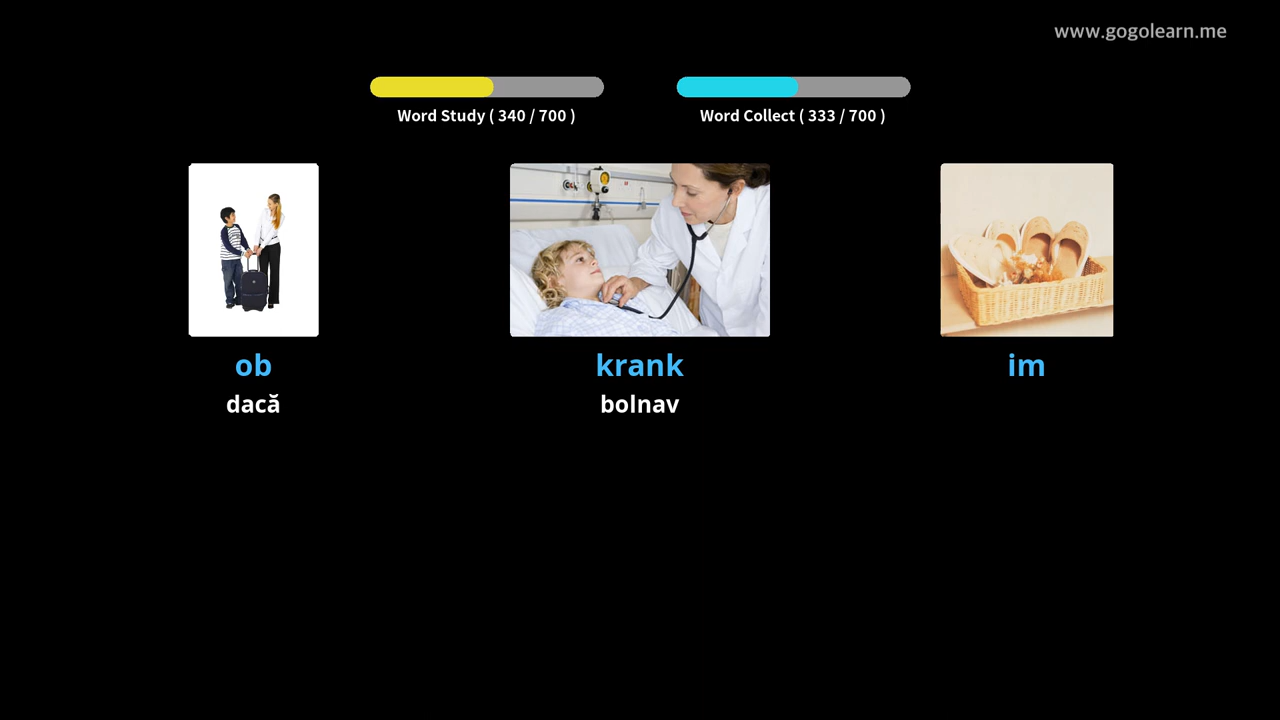 www.gogolearn.me
Word Study ( 340 / 700 )
Word Collect ( 333 / 700 )
ob
krank
im
dacă
bolnav